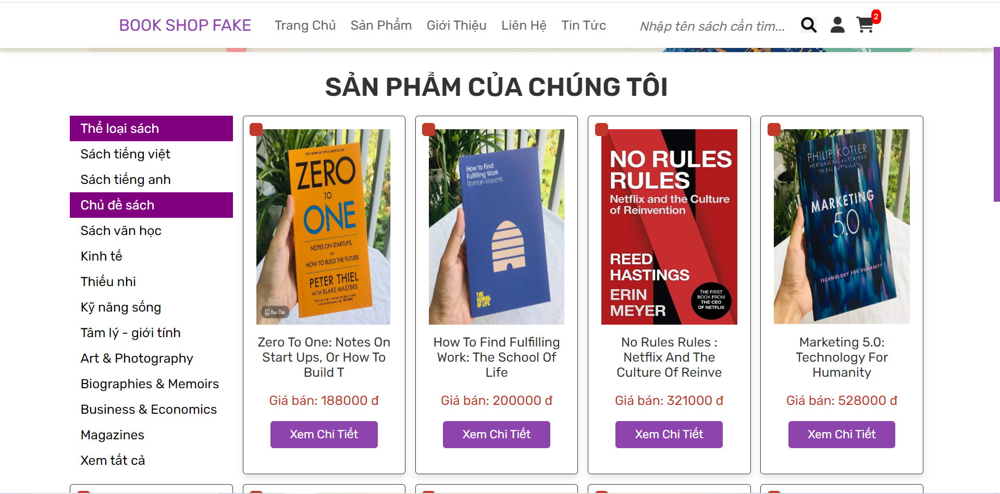 BOOK SHOP FAKE
Trang Chủ
Sản Phẩm
Giới Thiệu
Liên Hệ
Tin Tức
Nhập tên sách cần tìm...
2
SẢN PHẨM CỦA CHÚNG TÔI
Thể loại sách
Sách tiếng việt
Sách tiếng anh
Chủ đề sách
Sách văn học
Kinh tế
Thiếu nhi
Kỹ năng sống
Tâm lý - giới tính
Art & Photography
Biographies & Memoirs
Business & Economics
Magazines
Xem tất cả
THE INTERNATIONAL BESTSELLER
ZERO
TO
ONE
NOTES ON STARTUPS,
OR
HOW TO BUILD THE FUTURE
PETER THIEL
WITH BLAKE MASTERS
Đọc Thử
Zero To One: Notes On
Start Ups, Or How To
Build T
Giá bán: 188000 đ
Xem Chi Tiết
How to Find
Fulfilling Work
Roman Krznaric
THE
SCHOOL
OF LIFE
How To Find Fulfilling
Work: The School Of
Life
Giá bán: 200000 đ
Xem Chi Tiết
NO RULES
RULES
Netflix and the Culture
of Reinvention
REED
HASTINGS
ERIN
MEYER
THE FIRST
BOOK FROM
THE CEO
OF NETFLIX
No Rules Rules :
Netflix And The
Culture Of Reinve
Giá bán: 321000 đ
Xem Chi Tiết
PHILIP KOTLER
HERMAWAN KARTAJAYA
IWAN SETIAWAN
MARKETING
5.0
TECHNOLOGY FOR HUMANITY
Marketing 5.0:
Technology For
Humanity
Giá bán: 528000 đ
Xem Chi Tiết